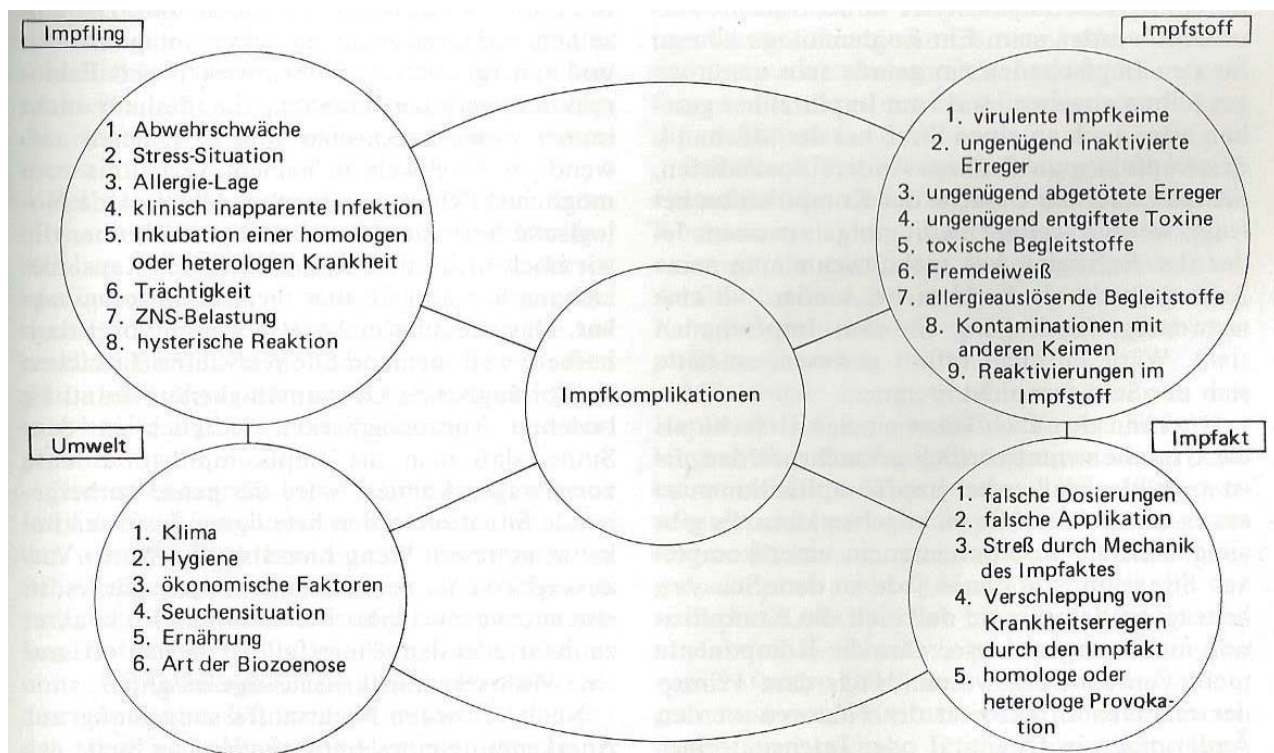 Impfling
1. Abwehrschwäche
2. Stress-Situation
3. Allergie-Lage
4. klinisch inapparente Infektion
5. Inkubation einer homologen
oder heterologen Krankheit
6. Trächtigkeit
7. ZNS-Belastung
8. hysterische Reaktion
Impfstoff
1. virulente Impfkeime
2. ungenügend inaktivierte
Erreger
3. ungenügend abgetötete Erreger
4. ungenügend entgiftete Toxine
5. toxische Begleitstoffe
6. Fremdeiweiß
7. allergieauslösende Begleitstoffe
8. Kontaminationen mit
anderen Keimen
9. Reaktivierungen im
Impfstoff
Impfkomplikationen
Umwelt
1. Klima
2. Hygiene
3. ökonomische Faktoren
4. Seuchensituation
5. Ernährung
6. Art der Biozoenose
Impfakt
1. falsche Dosierungen
2. falsche Applikation
3. Streß durch Mechanik
des Impfaktes
4. Verschleppung von
Krankheitserregern
durch den Impfakt
5. homologe oder
heterologe Provoka-
tion